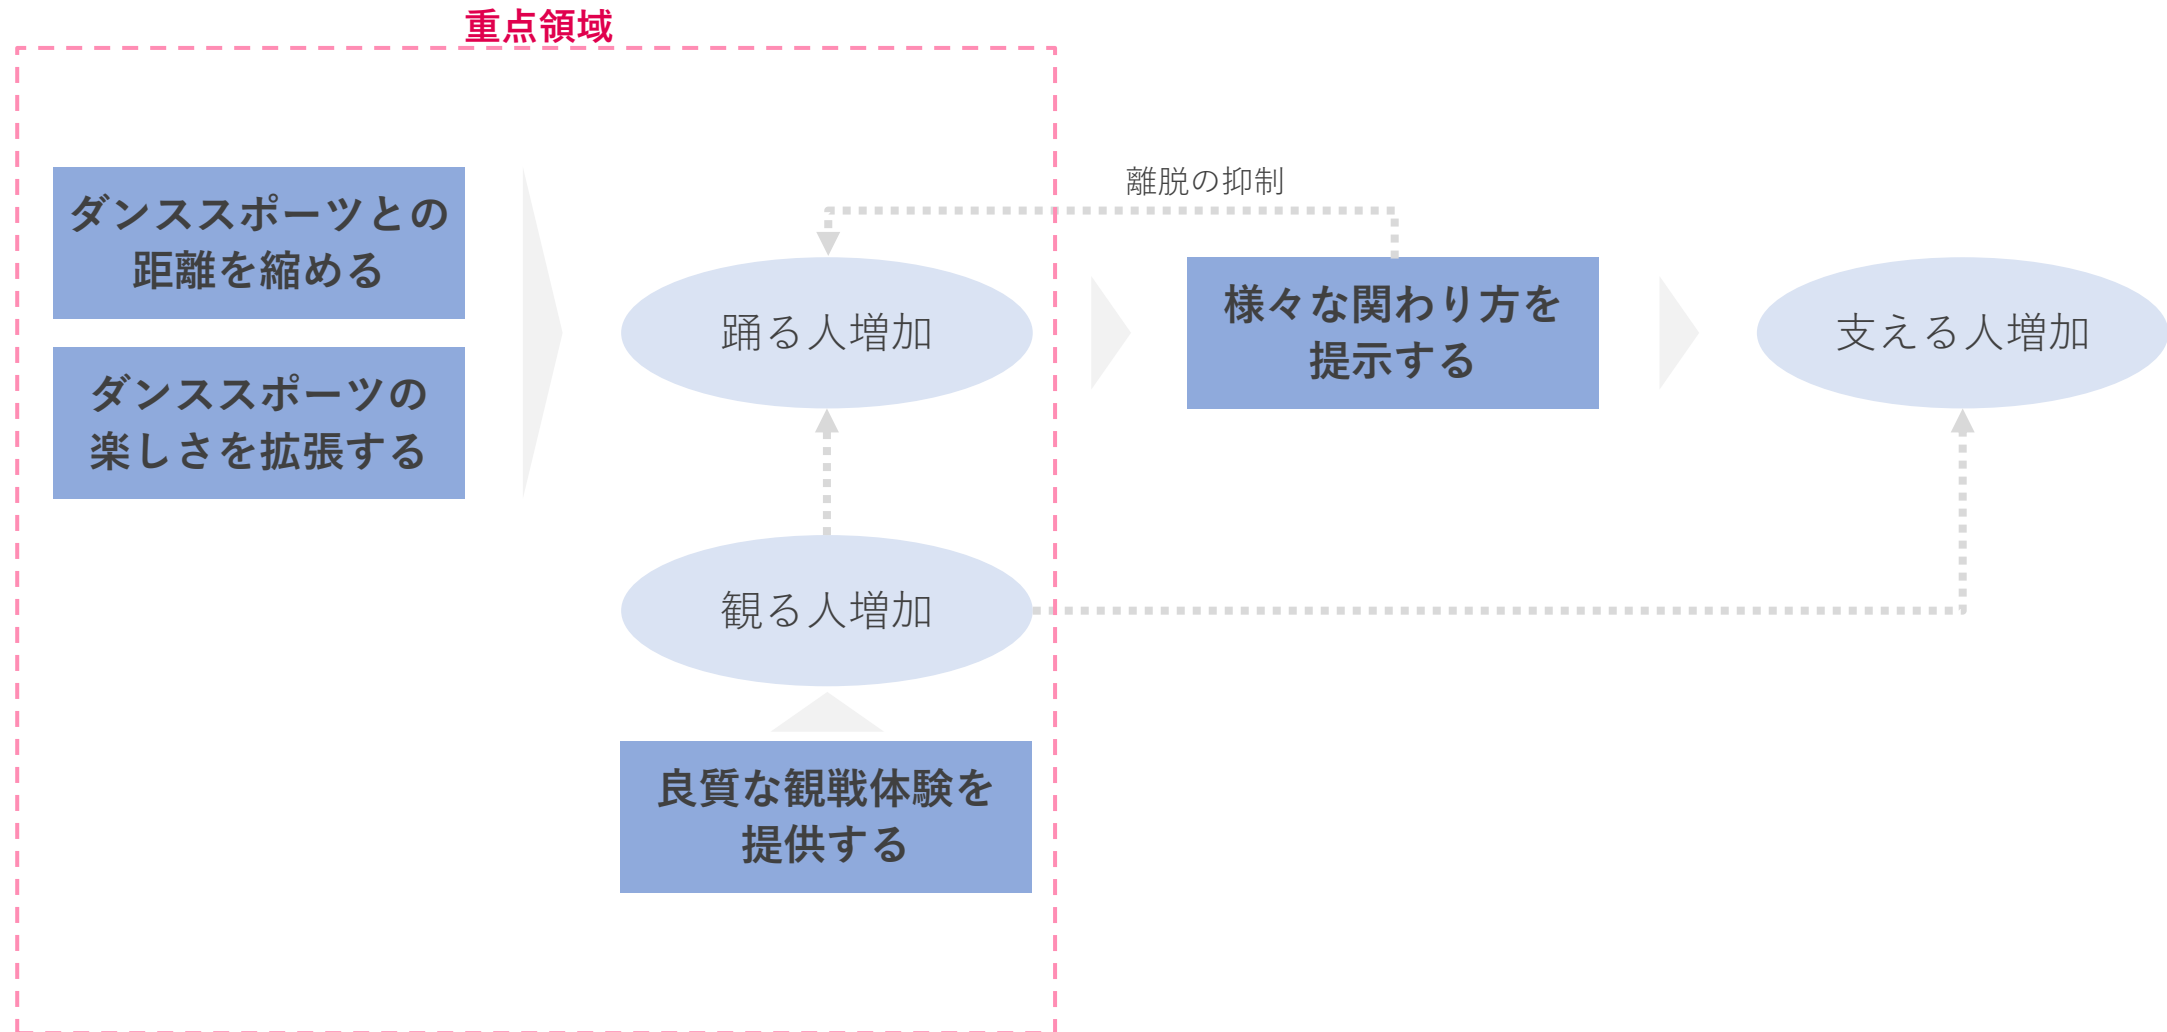 重点領域
ダンススポーツとの
距離を縮める
ダンススポーツの
楽しさを拡張する
踊る人増加
離脱の抑制
様々な関わり方を
提示する
支える人増加
観る人増加
良質な観戦体験を
提供する